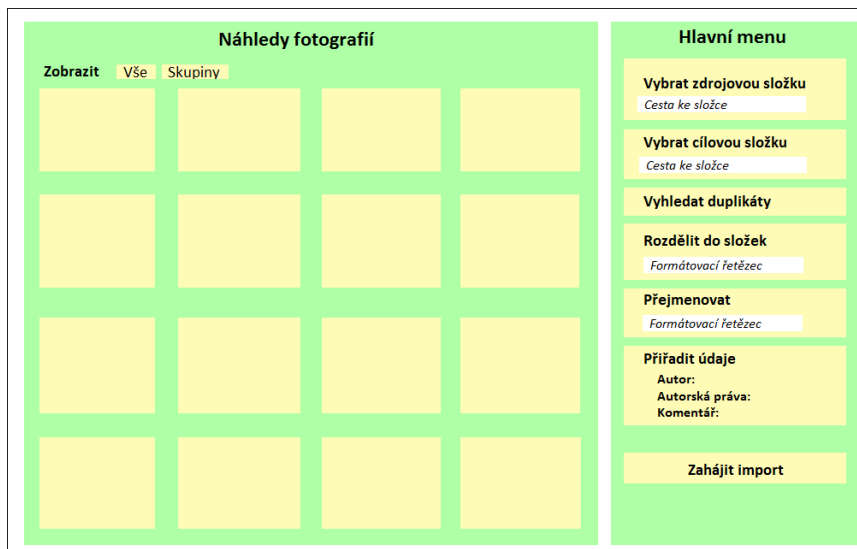 Náhledy fotografií
Zobrazit Vše Skupiny
Hlavní menu
Vybrat zdrojovou složku
Cesta ke složce
Vybrat cílovou složku
Cesta ke složce
Vyhledat duplikáty
Rozdělit do složek
Formátovací řetězec
Přejmenovat
Formátovací řetězec
Přiřadit údaje
Autor:
Autorská práva:
Komentář:
Zahájit import